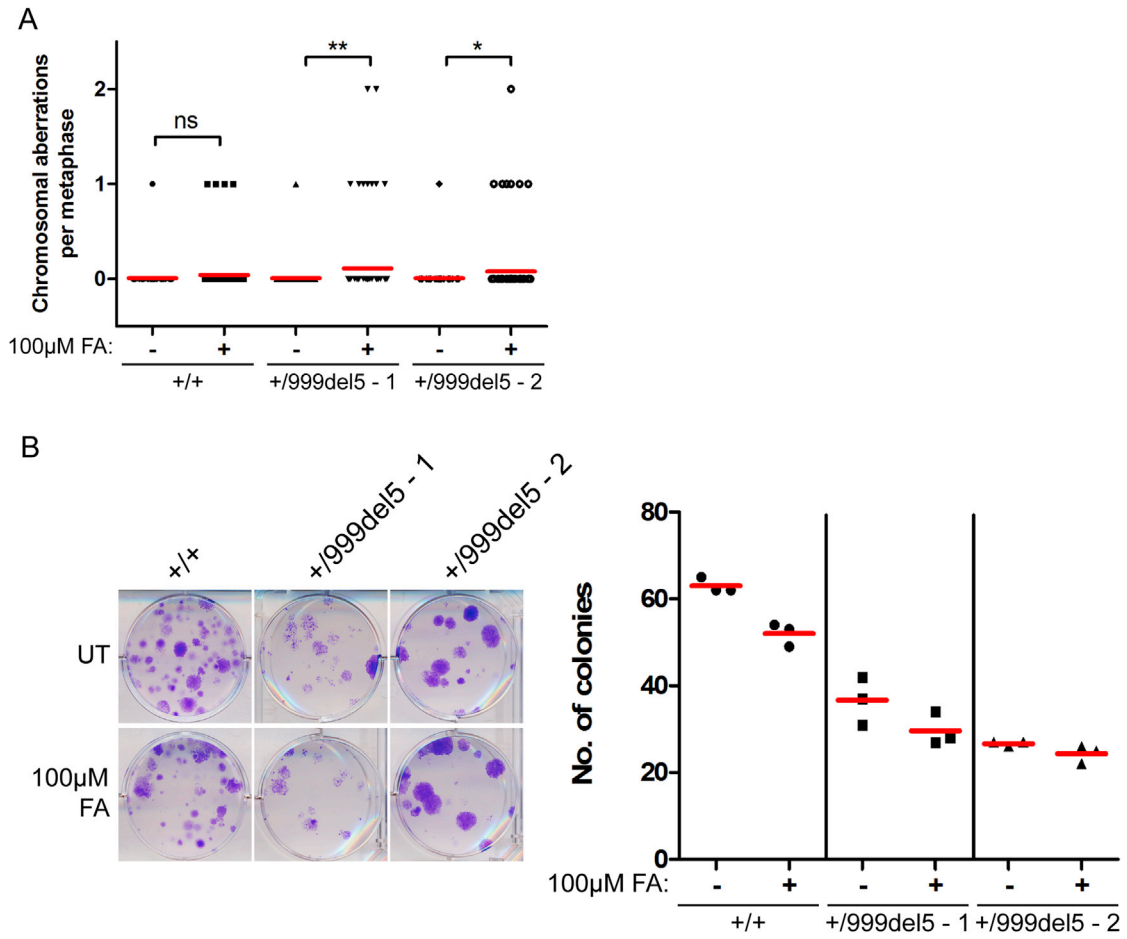 A
Chromosomal aberrations
per metaphase
2
1
0
ns
**
*
100µM FA:
- + - + - +
+/+ +/999del5 - 1 +/999del5 - 2
B
+/+ +/999del5 - 1 +/999del5 - 2
UT
100µM
FA
No. of colonies
80
60
40
20
0
100µM FA:
- + - + - +
+/+ +/999del5 - 1 +/999del5 - 2